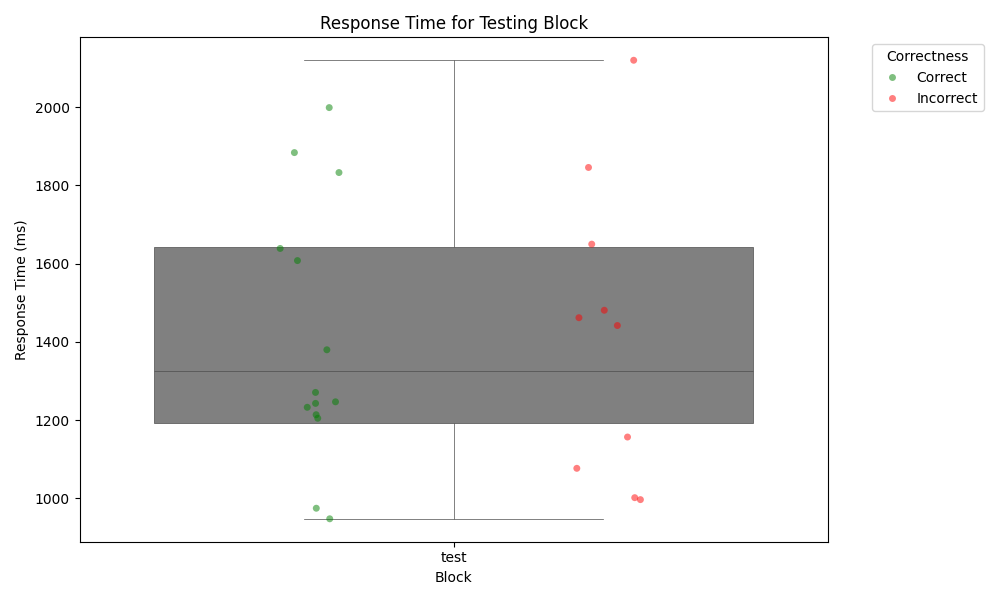 Response Time for Testing Block
Correctness
Correct
Incorrect
Response Time (ms)
2000
1800
1600
1400
1200
1000
test
Block